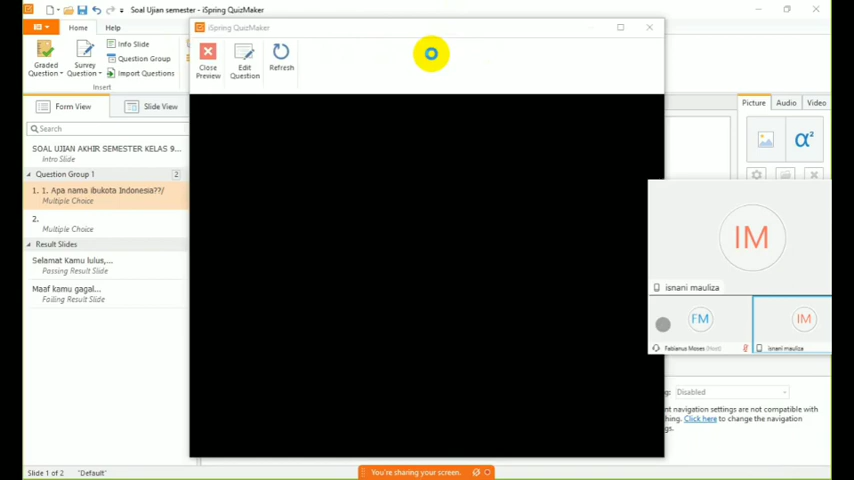 Soal Ujian semester - iSpring QuizMaker
Home
Help
Graded
Question
Survey
Question
Info Slide
Question Group
Import Questions
Insert
iSpring QuizMaker
Close
Preview
Edit
Question
Refresh
Form View
Slide View
Picture
Audio
Video
Search
SOAL UJIAN AKHIR SEMESTER KELAS 9...
Intro Slide
Question Group 1
2
1. 1. Apa nama ibukota Indonesia??/
Multiple Choice
2.
Multiple Choice
Result Slides
Selamat Kamu lulus,...
Passing Result Slide
Maaf kamu gagal...
Failing Result Slide
α²
IM
isnani mauliza
FM
Fabianus Moses (Host)
IM
isnani mauliza
Disabled
nt navigation settings are not compatible with
hing. Click here to change the navigation
gs.
Slide 1 of 2
"Default"
You're sharing your screen.